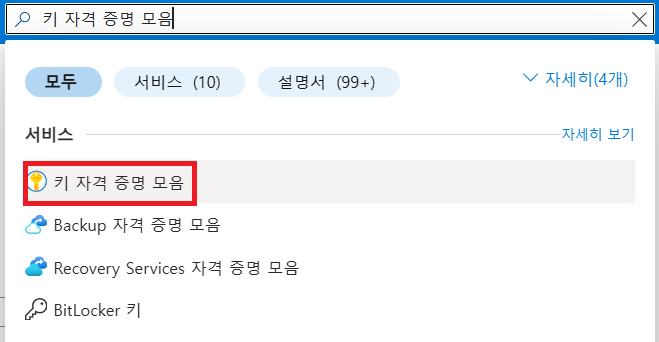 키 자격 증명 모음
모두 서비스 (10) 설명서 (99+) 자세히(4개)
서비스 자세히 보기
키 자격 증명 모음
Backup 자격 증명 모음
Recovery Services 자격 증명 모음
BitLocker 키